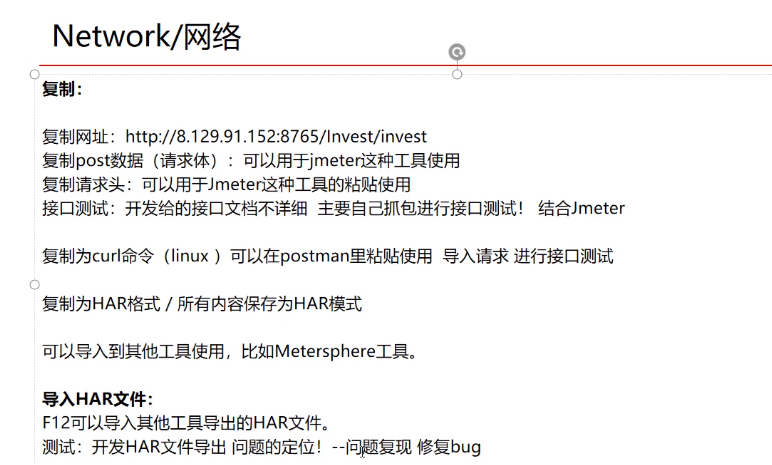 Network/网络
复制：
复制网址：http://8.129.91.152:8765/Invest/invest
复制post数据（请求体）：可以用于jmeter这种工具使用
复制请求头：可以用于Jmeter这种工具的粘贴使用
接口测试：开发给的接口文档不详细 主要自己抓包进行接口测试！ 结合Jmeter
复制为curl命令（linux ）可以在postman里粘贴使用 导入请求 进行接口测试
复制为HAR格式 / 所有内容保存为HAR模式
可以导入到其他工具使用，比如Metersphere工具。
导入HAR文件：
F12可以导入其他工具导出的HAR文件。
测试：开发HAR文件导出 问题的定位！--问题复现 修复bug